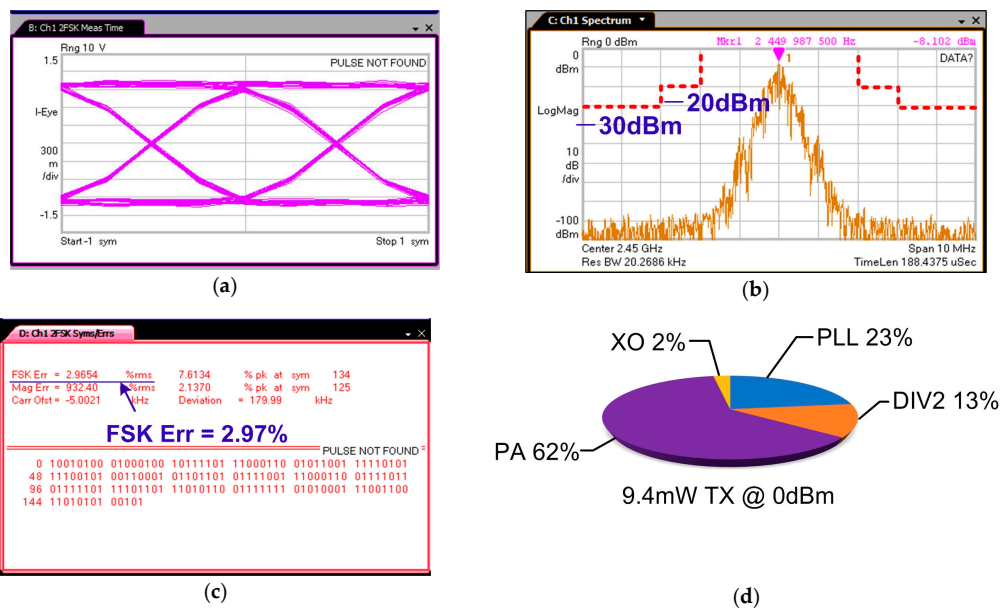 B: Ch1 2FSK Meas Time
Rng 10 V
1.5
PULSE NOT FOUND
I-Eye
300
m
/div
-1.5
Start -1 sym
Stop 1 sym
(a)
C: Ch1 Spectrum
Rng 0 dBm
Mkr1 2 449 987 500 Hz
-8.102 dBm
0
dBm
1
DATA?
LogMag
—20dBm
—30dBm
10
dB
/div
-100
dBm
Center 2.45 GHz
Span 10 MHz
Res BW 20.2686 kHz
TimeLen 188.4375 uSec
(b)
D: Ch1 2FSK Syms/Errs
FSK Err = 2.9654 %rms 7.6134 % pk at sym 134
Mag Err = 932.40 %rms 2.1370 % pk at sym 125
Carr Ofst = -5.0021 kHz Deviation = 179.99 kHz
FSK Err = 2.97%
PULSE NOT FOUND
0 10010100 01000100 10111101 11000110 01011001 11110101
48 11100101 00110001 01101101 01111001 11000110 01111011
96 01111101 11101101 11010110 01111111 01010001 11001100
144 11010101 00101
(c)
XO 2%
PLL 23%
DIV2 13%
PA 62%
9.4mW TX @ 0dBm
(d)